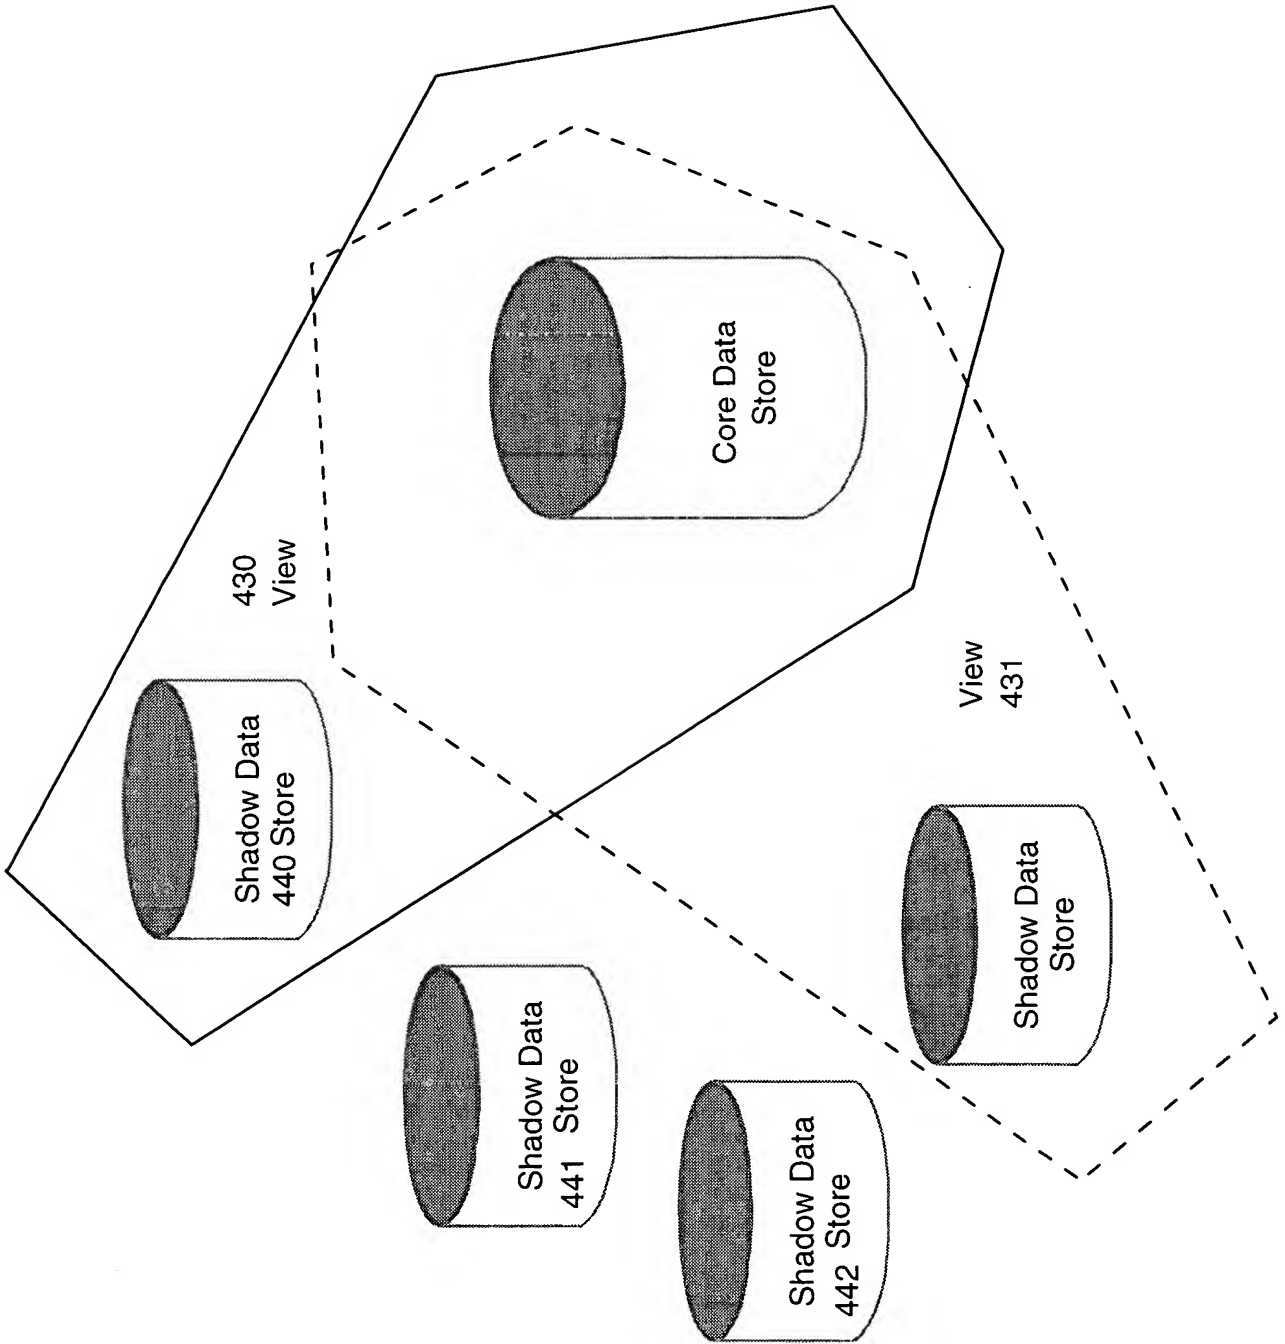 430
View
Shadow Data
440 Store
Core Data
Store
Shadow Data
441 Store
View
431
Shadow Data
442 Store
Shadow Data
Store